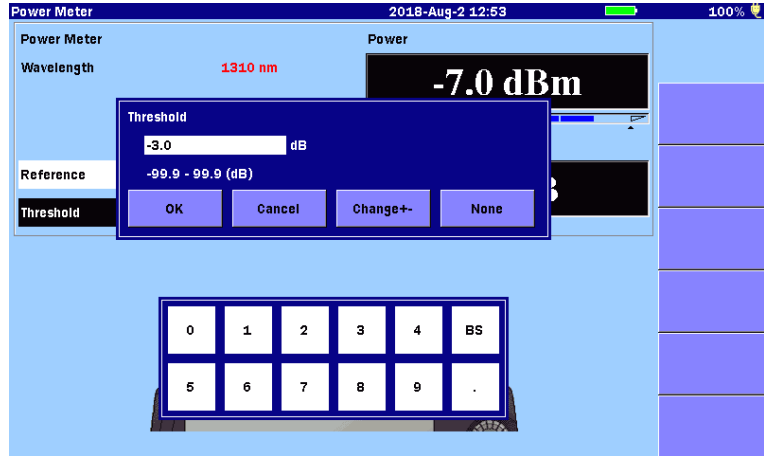 Power Meter 2018-Aug-2 12:53 100%
Power Meter Power
Wavelength 1310 nm
-7.0 dBm
Threshold
-3.0 dB
-99.9 - 99.9 (dB)
Reference
Threshold
OK Cancel Change+- None
0 1 2 3 4 BS
5 6 7 8 9 .